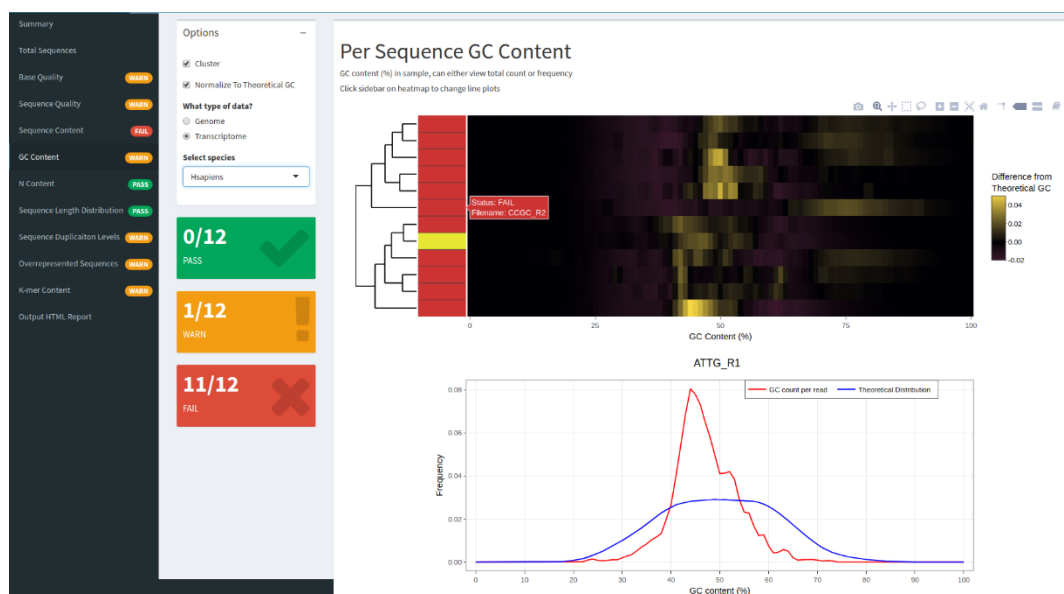 Summary
Total Sequences
Base Quality WARN
Sequence Quality WARN
Sequence Content FAIL
GC Content WARN
N Content PASS
Sequence Length Distribution PASS
Sequence Duplicaiton Levels WARN
Overrepresented Sequences WARN
K-mer Content WARN
Output HTML Report
Options
Cluster
Normalize To Theoretical GC
What type of data?
Genome
Transcriptome
Select species
Hsapiens
0/12
PASS
1/12
WARN
11/12
FAIL
Per Sequence GC Content
GC content (%) in sample, can either view total count or frequency
Click sidebar on heatmap to change line plots
Status: FAIL
Filename: CCGC_R2
0 25 50 75 100
GC Content (%)
Difference from
Theoretical GC
0.04
0.02
0.00
-0.02
ATTG_R1
GC count per read Theoretical Distribution
Frequency
0.08
0.06
0.04
0.02
0.00
0 10 20 30 40 50 60 70 80 90 100
GC content (%)